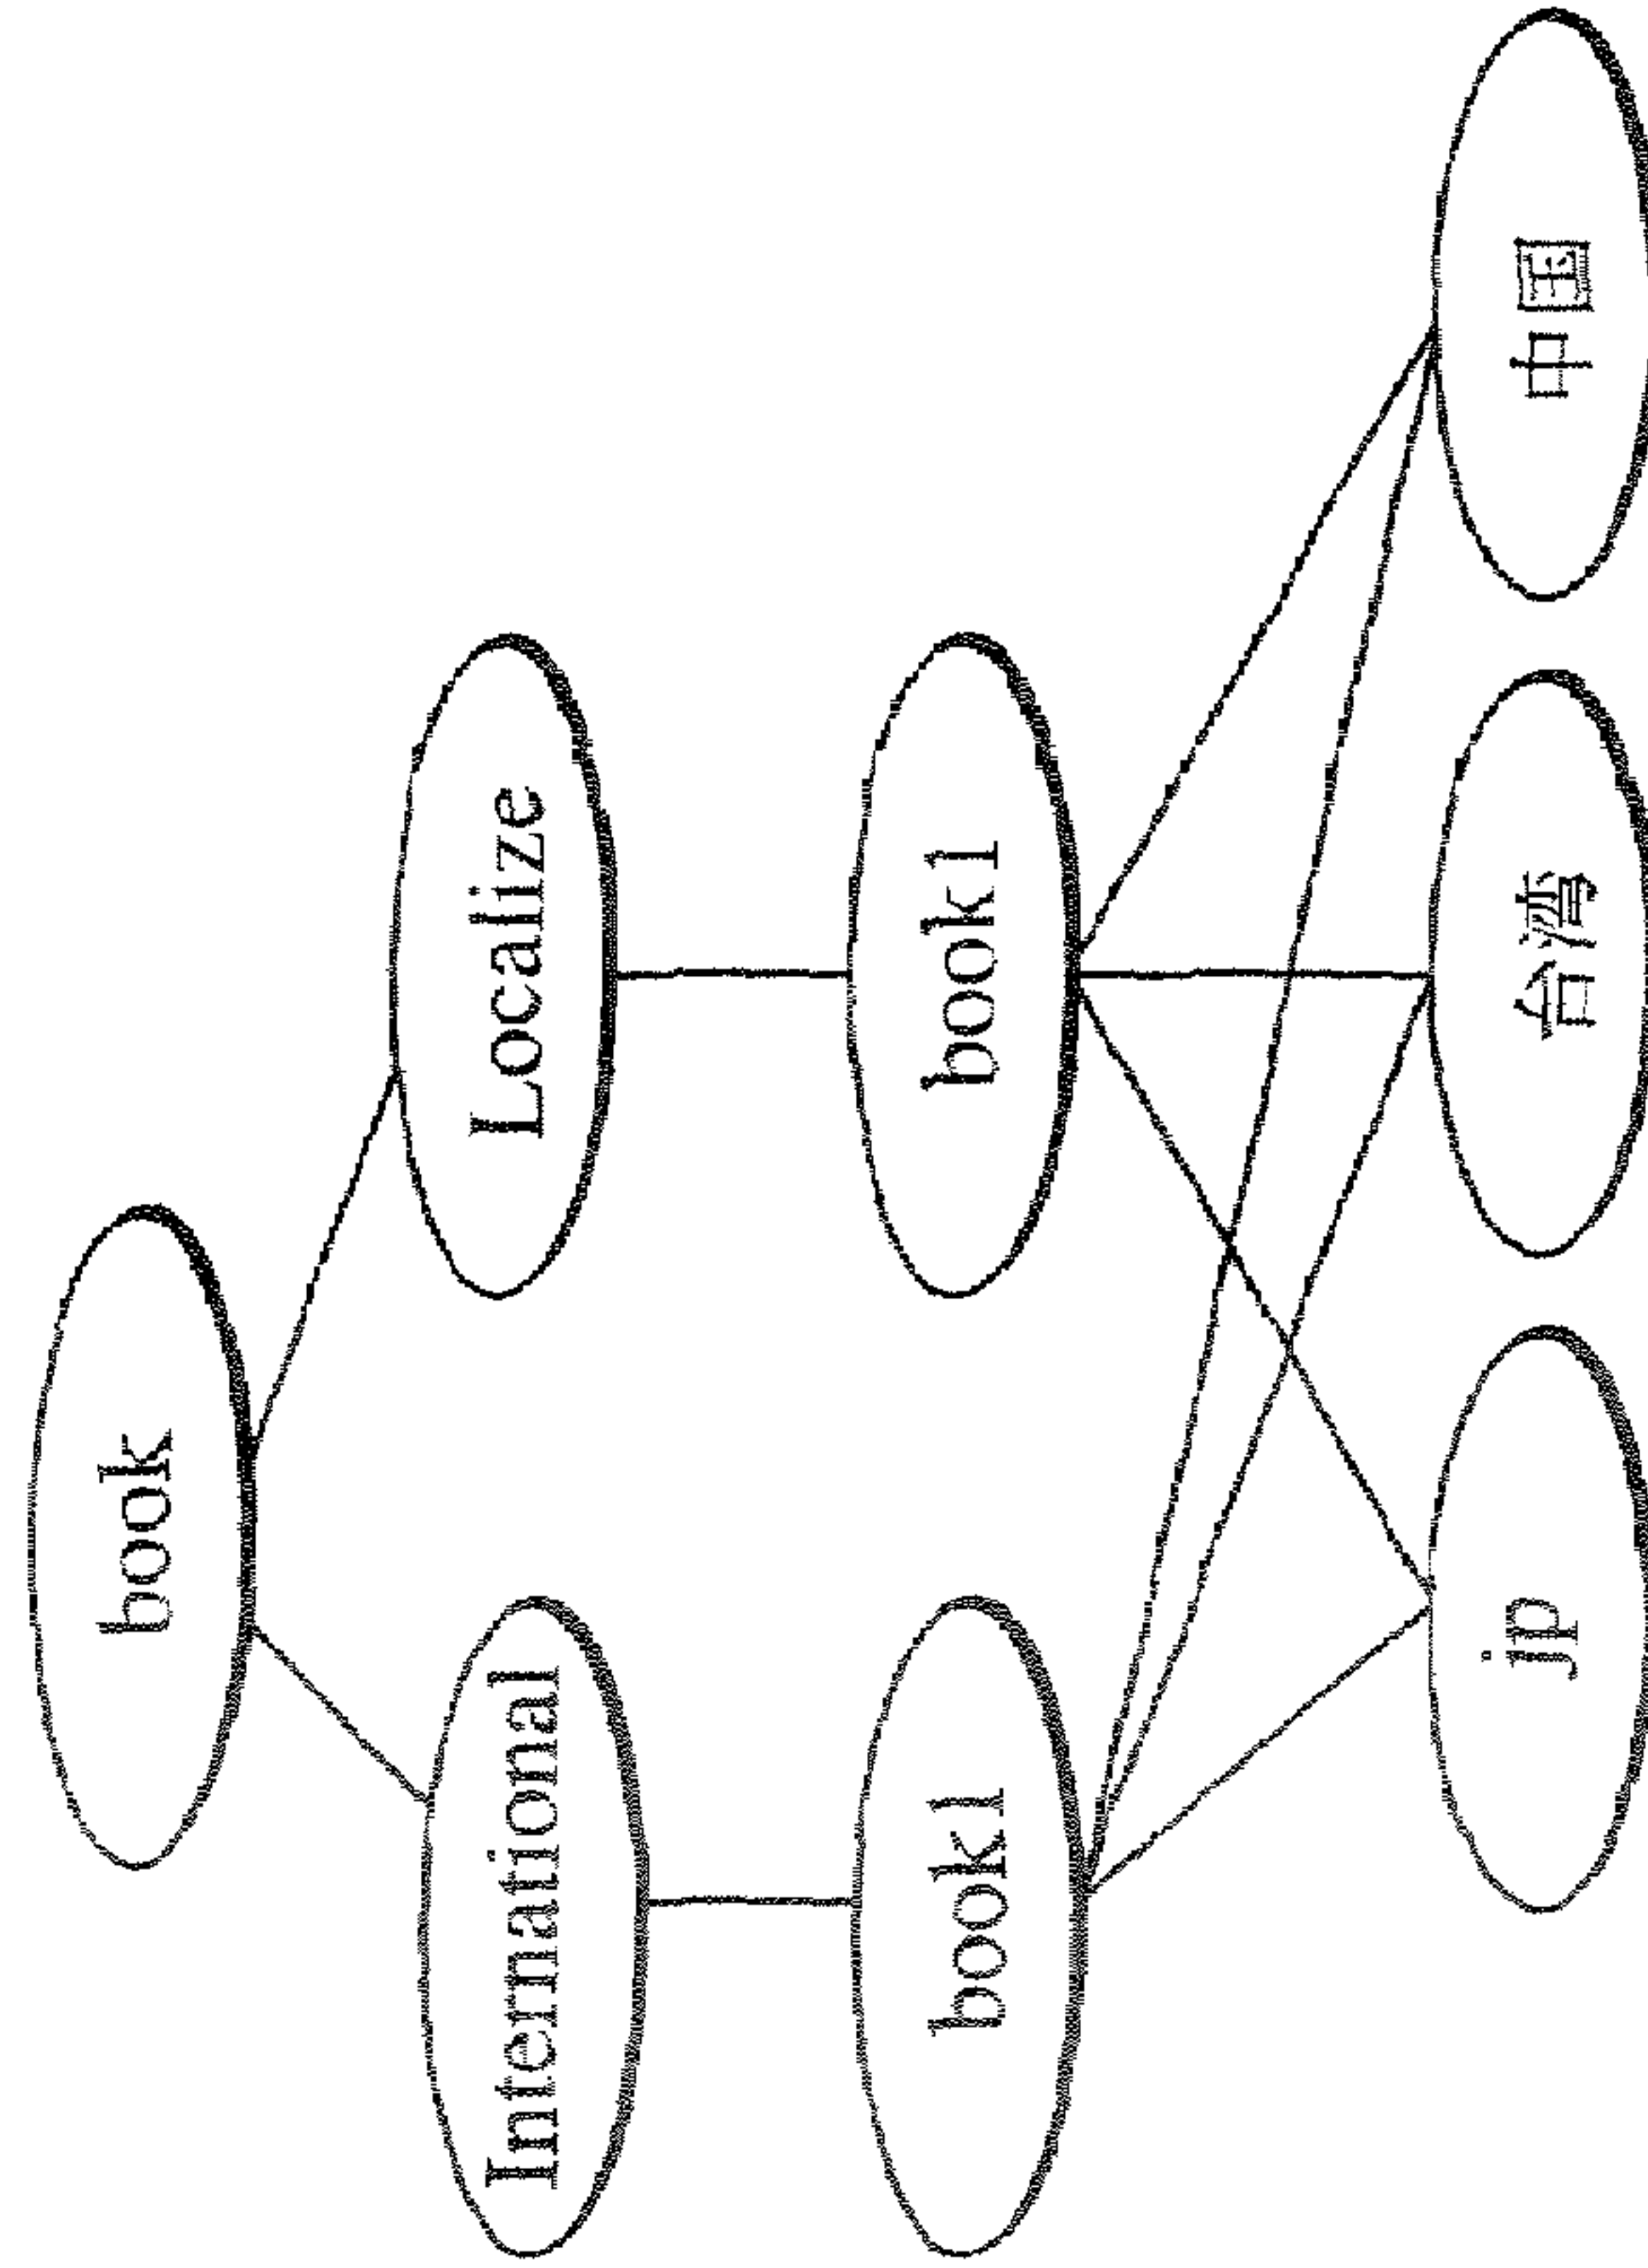 book
International
Localize
book1
book1
jp
台湾
中国